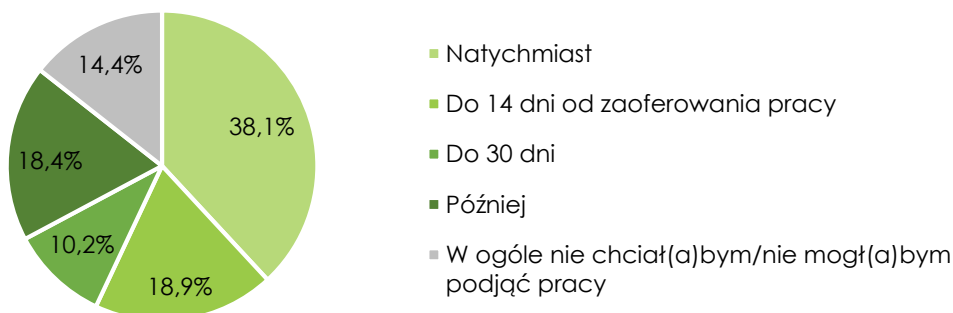 14,4%
38,1%
18,4%
10,2%
18,9%
Natychmiast
Do 14 dni od zaoferowania pracy
Do 30 dni
Później
W ogóle nie chciał(a)bym/nie mogł(a)bym
podjąć pracy